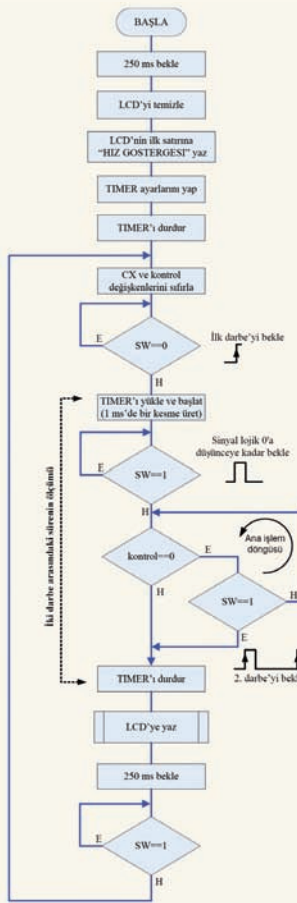 BAŞLA
250 ms bekle
LCD'yi temizle
LCD'nin ilk satırına
"HIZ GOSTERGESI" yaz
TIMER ayarlarını yap
TIMER'ı durdur
CX ve kontrol
değişkenlerini sıfırla
E
SW==0
İlk darbe'yi bekle
H
TIMER'ı yükle ve başlat
(1 ms'de bir kesme üret)
İki darbe arasındaki sürenin ölçümü
E
SW==1
Sinyal lojik 0'a
düşünceye kadar bekle
H
kontrol==0
E
Ana işlem
döngüsü
H
SW==1
H
E
TIMER'ı durdur
2. darbe'yi bekle
LCD'ye yaz
250 ms bekle
E
SW==1
H